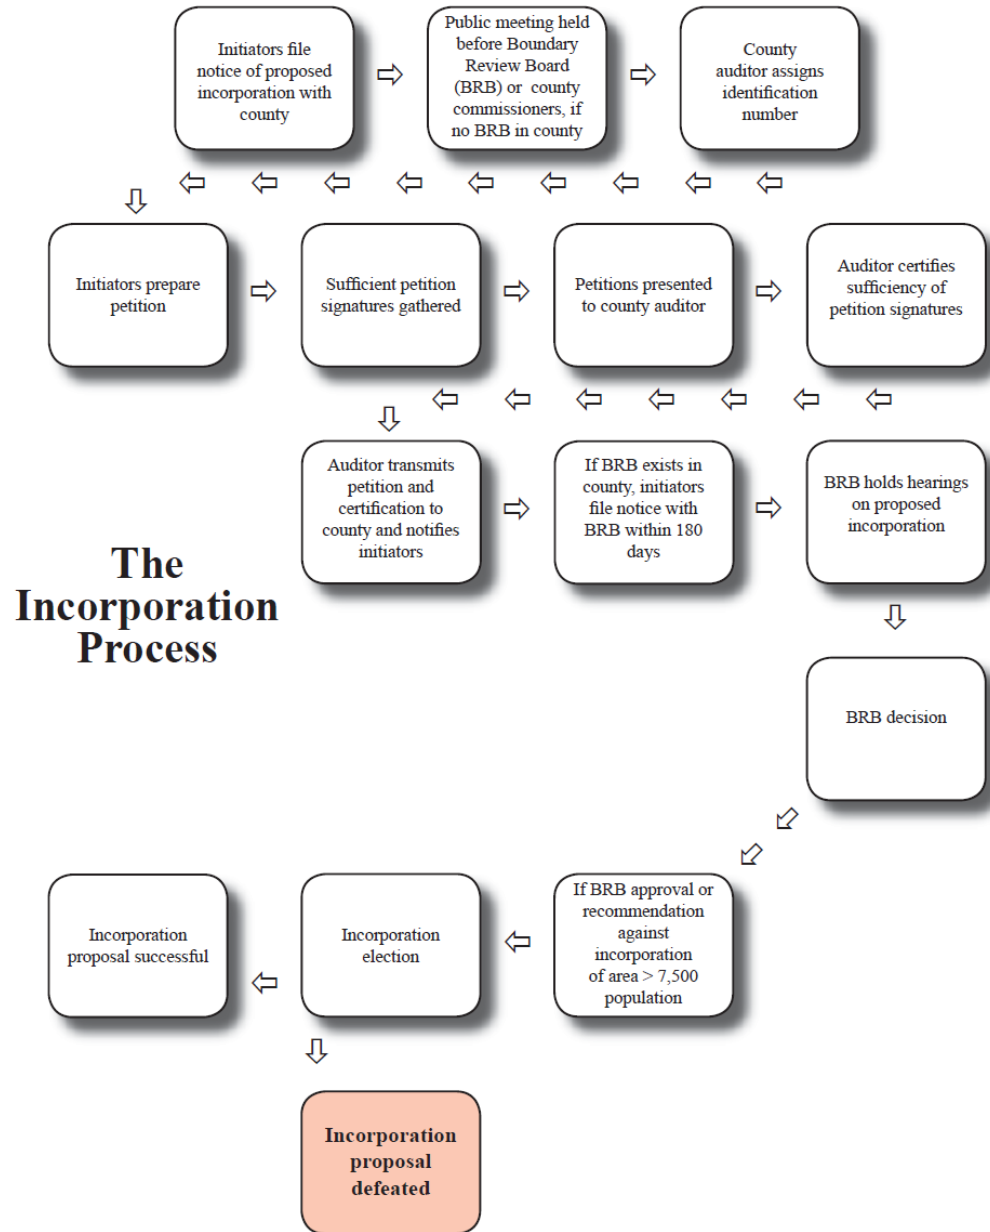 Initiators file
notice of proposed
incorporation with
county
Public meeting held
before Boundary
Review Board
(BRB) or county
commissioners, if
no BRB in county
County
auditor assigns
identification
number
Initiators prepare
petition
Sufficient petition
signatures gathered
Petitions presented
to county auditor
Auditor certifies
sufficiency of
petition signatures
Auditor transmits
petition and
certification to
county and notifies
initiators
If BRB exists in
county, initiators
file notice with
BRB within 180
days
BRB holds hearings
on proposed
incorporation
The
Incorporation
Process
BRB decision
If BRB approval or
recommendation
against
incorporation
of area > 7,500
population
Incorporation
election
Incorporation
proposal successful
Incorporation
proposal
defeated